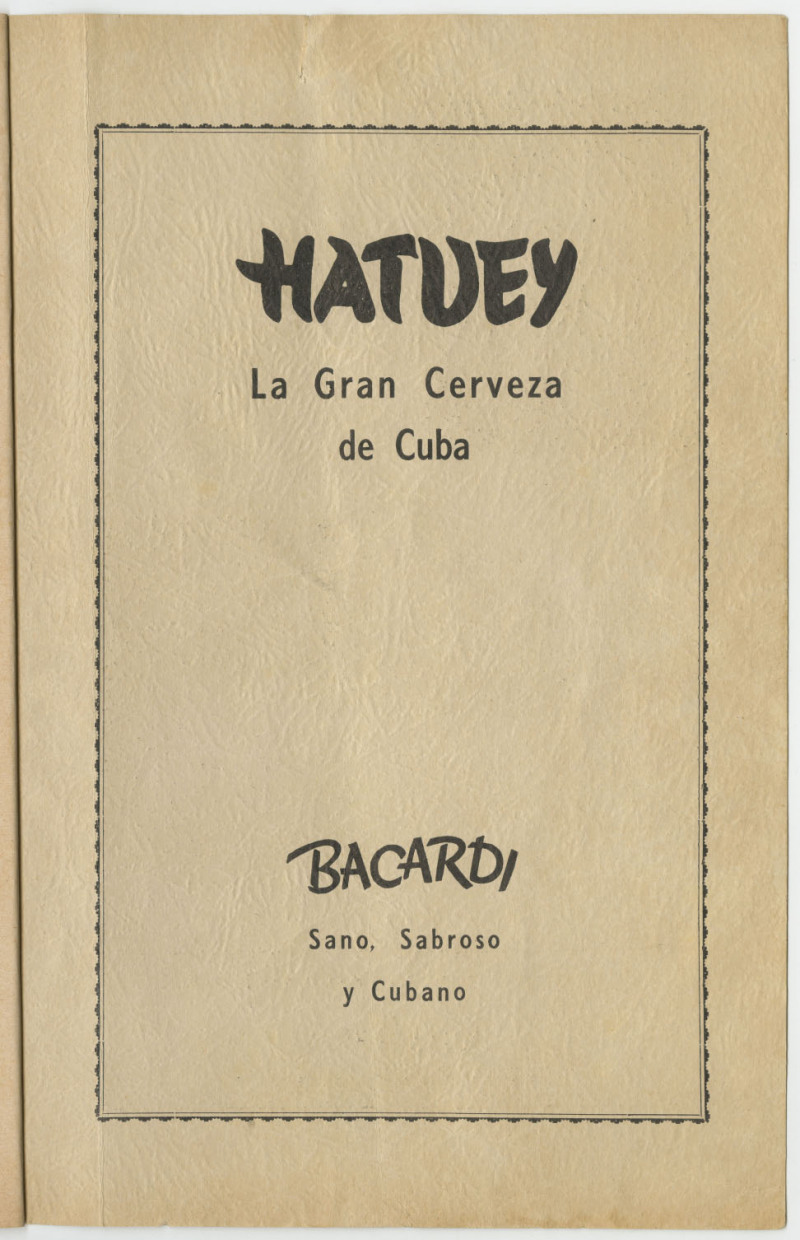 HATUEY
La Gran Cerveza
de Cuba
BACARDI
Sano, Sabroso
y Cubano